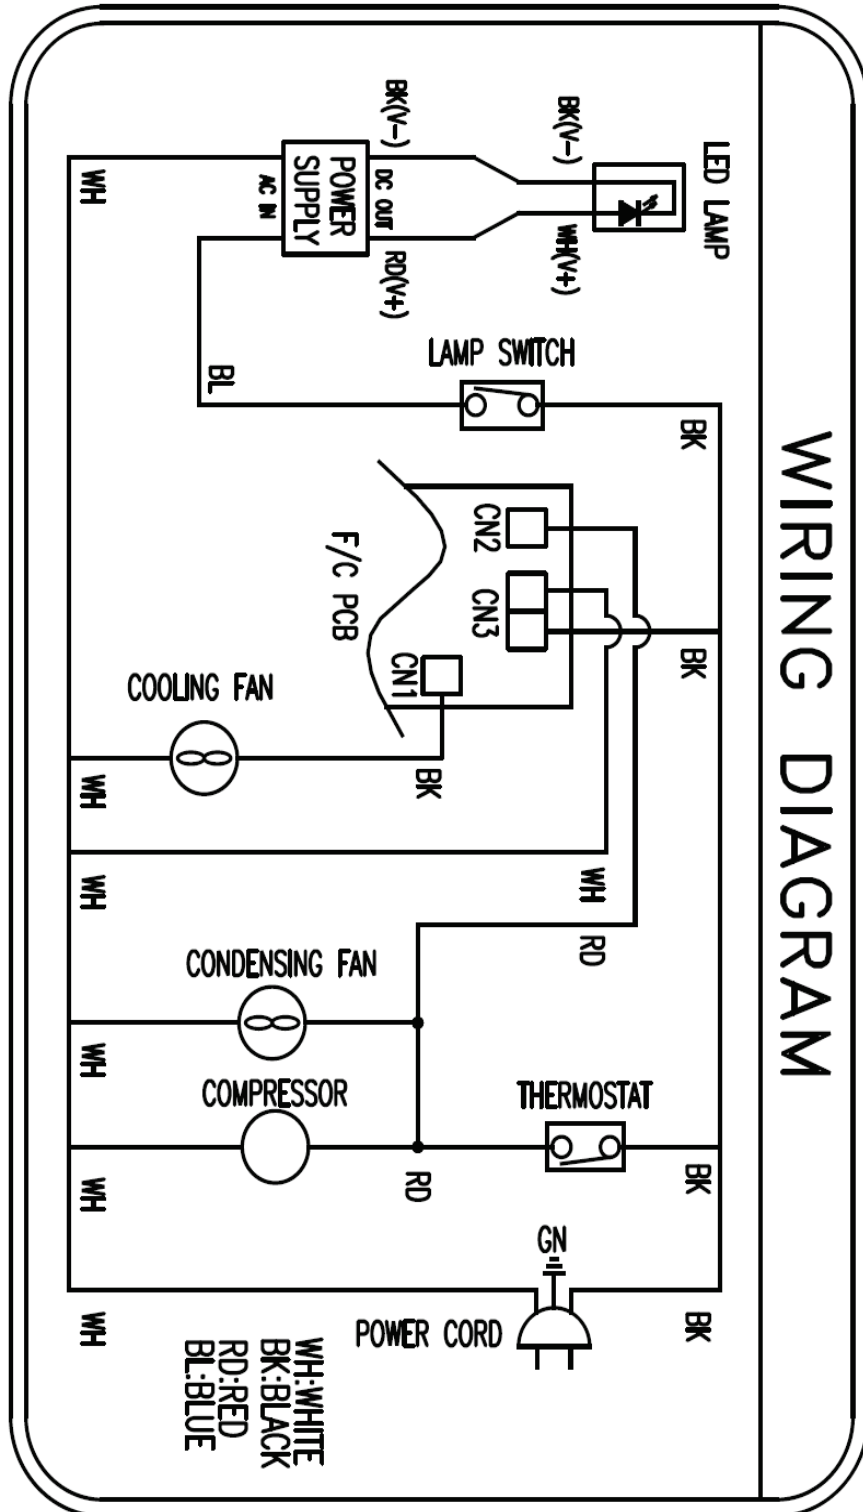 WIRING DIAGRAM
LED LAMP
BK(V-)
WH(V+)
BK(V-)
RD(V+)
DC OUT
POWER
SUPPLY
AC IN
WH
BL
LAMP SWITCH
BK
CN2
CN3
CN1
F/C PCB
BK
COOLING FAN
BK
WH
WH
WH
RD
CONDENSING FAN
WH
COMPRESSOR
THERMOSTAT
RD
BK
WH
GN
POWER CORD
BK
WH
WH:WHITE
BK:BLACK
RD:RED
BL:BLUE